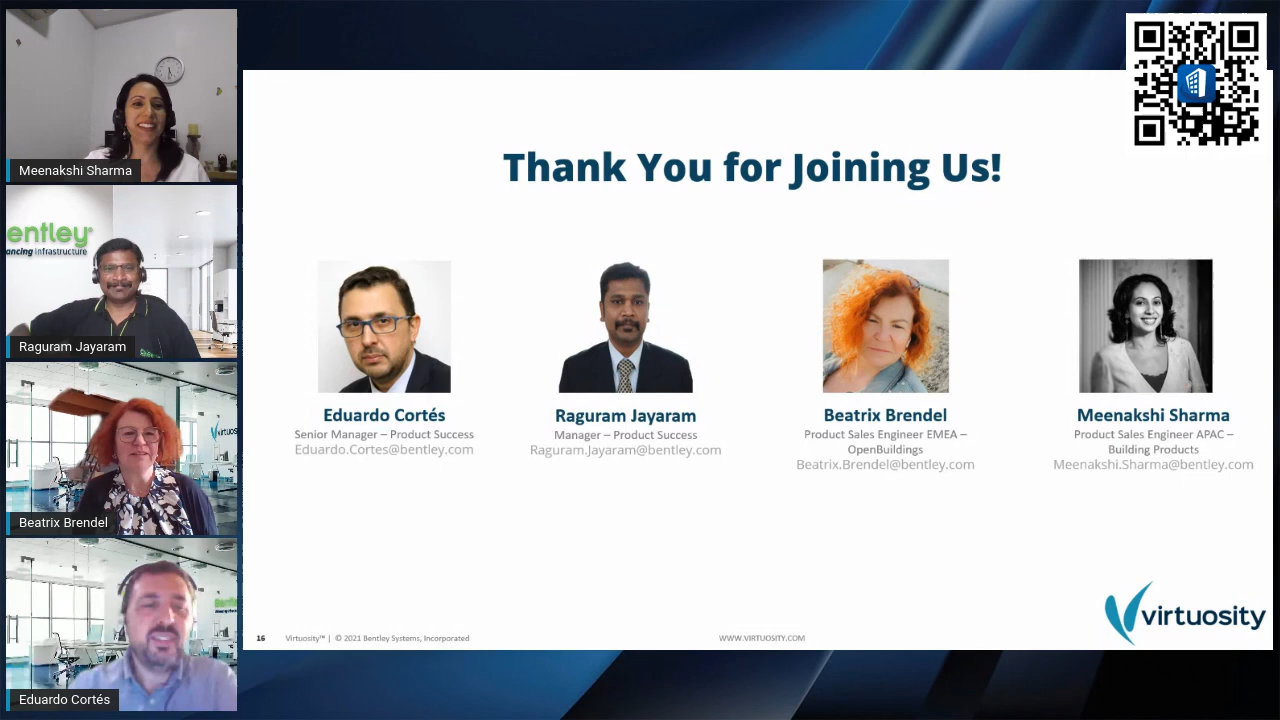 Meenakshi Sharma
entley
ancing infrastructure
Raguram Jayaram
Beatrix Brendel
Eduardo Cortés
Thank You for Joining Us!
Eduardo Cortés
Senior Manager – Product Success
Eduardo.Cortes@bentley.com
Raguram Jayaram
Manager – Product Success
Raguram.Jayaram@bentley.com
Beatrix Brendel
Product Sales Engineer EMEA –
OpenBuildings
Beatrix.Brendel@bentley.com
Meenakshi Sharma
Product Sales Engineer APAC –
Building Products
Meenakshi.Sharma@bentley.com
16 Virtuosity™ | © 2021 Bentley Systems, Incorporated
WWW.VIRTUOSITY.COM
virtuosity